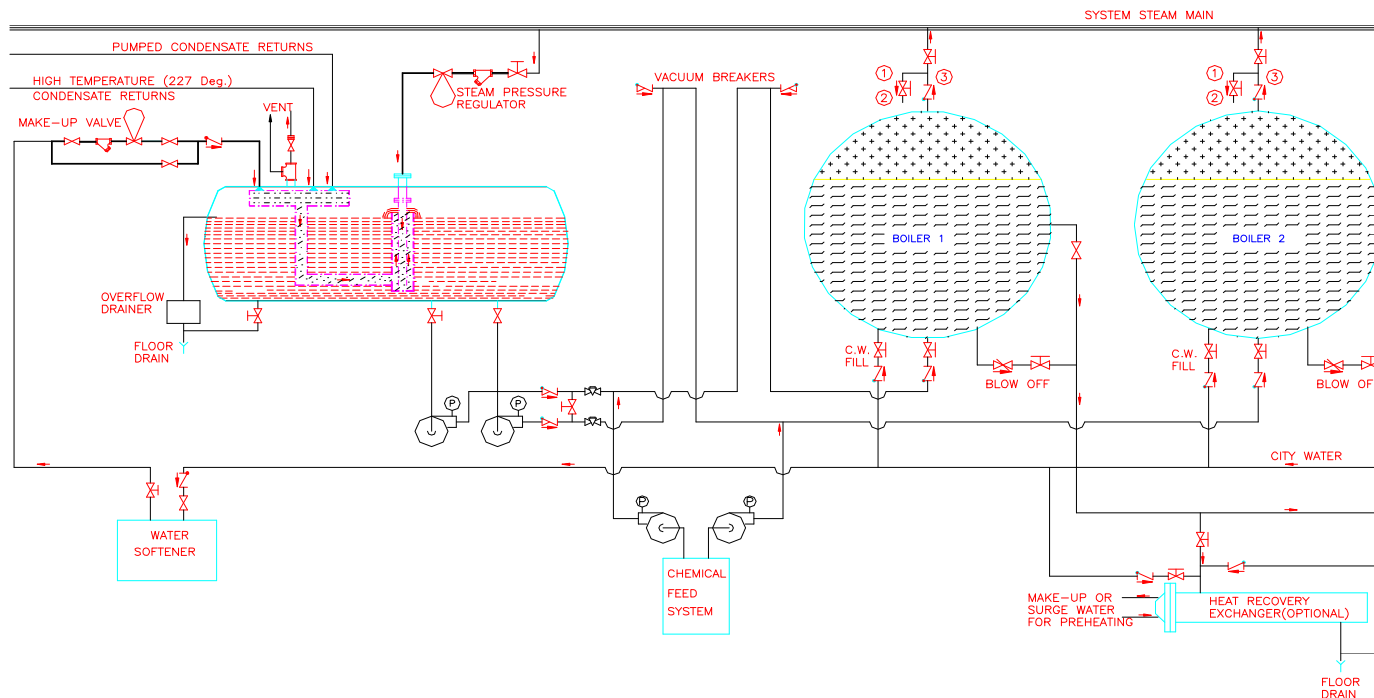 SYSTEM STEAM MAIN
PUMPED CONDENSATE RETURNS
HIGH TEMPERATURE (227 Deg.)
CONDENSATE RETURNS
MAKE-UP VALVE
VENT
STEAM PRESSURE
REGULATOR
VACUUM BREAKERS
1
2
3
1
2
3
BOILER 1
BOILER 2
OVERFLOW
DRAINER
FLOOR
DRAIN
C.W.
FILL
BLOW OFF
C.W.
FILL
BLOW OF
P
P
CITY WATER
P
P
WATER
SOFTENER
CHEMICAL
FEED
SYSTEM
MAKE-UP OR
SURGE WATER
FOR PREHEATING
HEAT RECOVERY
EXCHANGER(OPTIONAL)
FLOOR
DRAIN